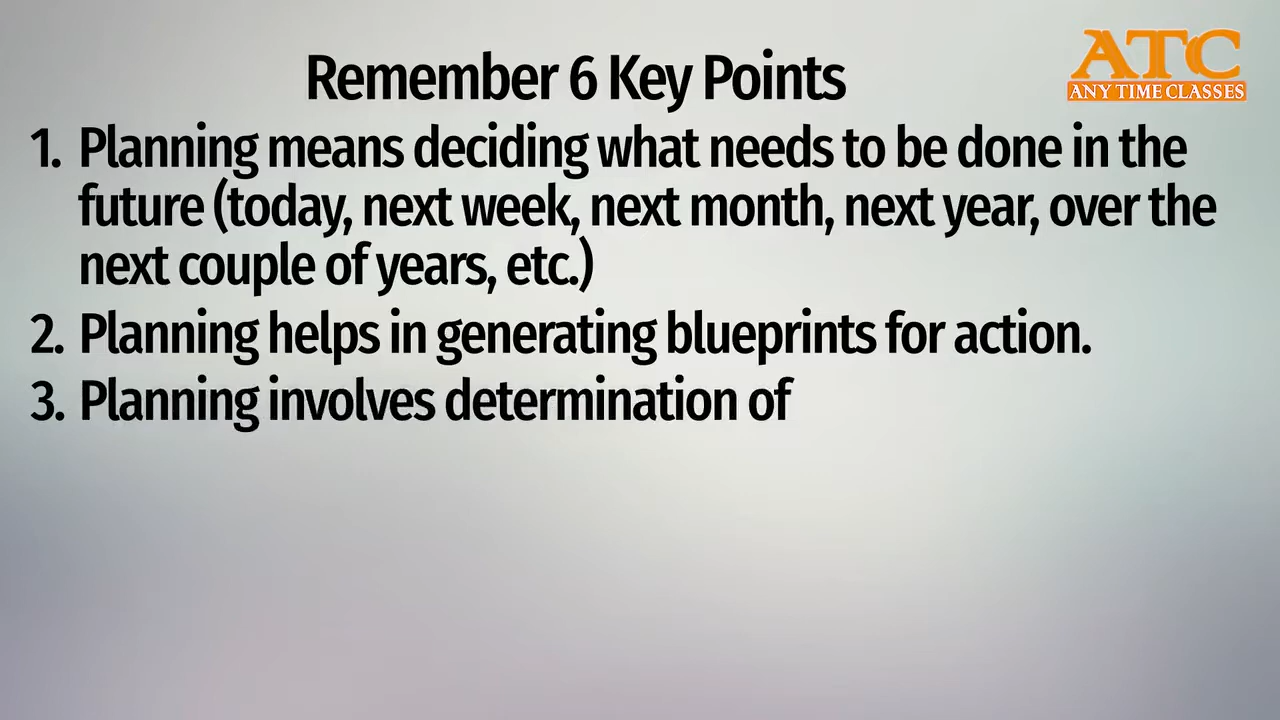 ATC
ANY TIME CLASSES
Remember 6 Key Points
1. Planning means deciding what needs to be done in the
future (today, next week, next month, next year, over the
next couple of years, etc.)
2. Planning helps in generating blueprints for action.
3. Planning involves determination of